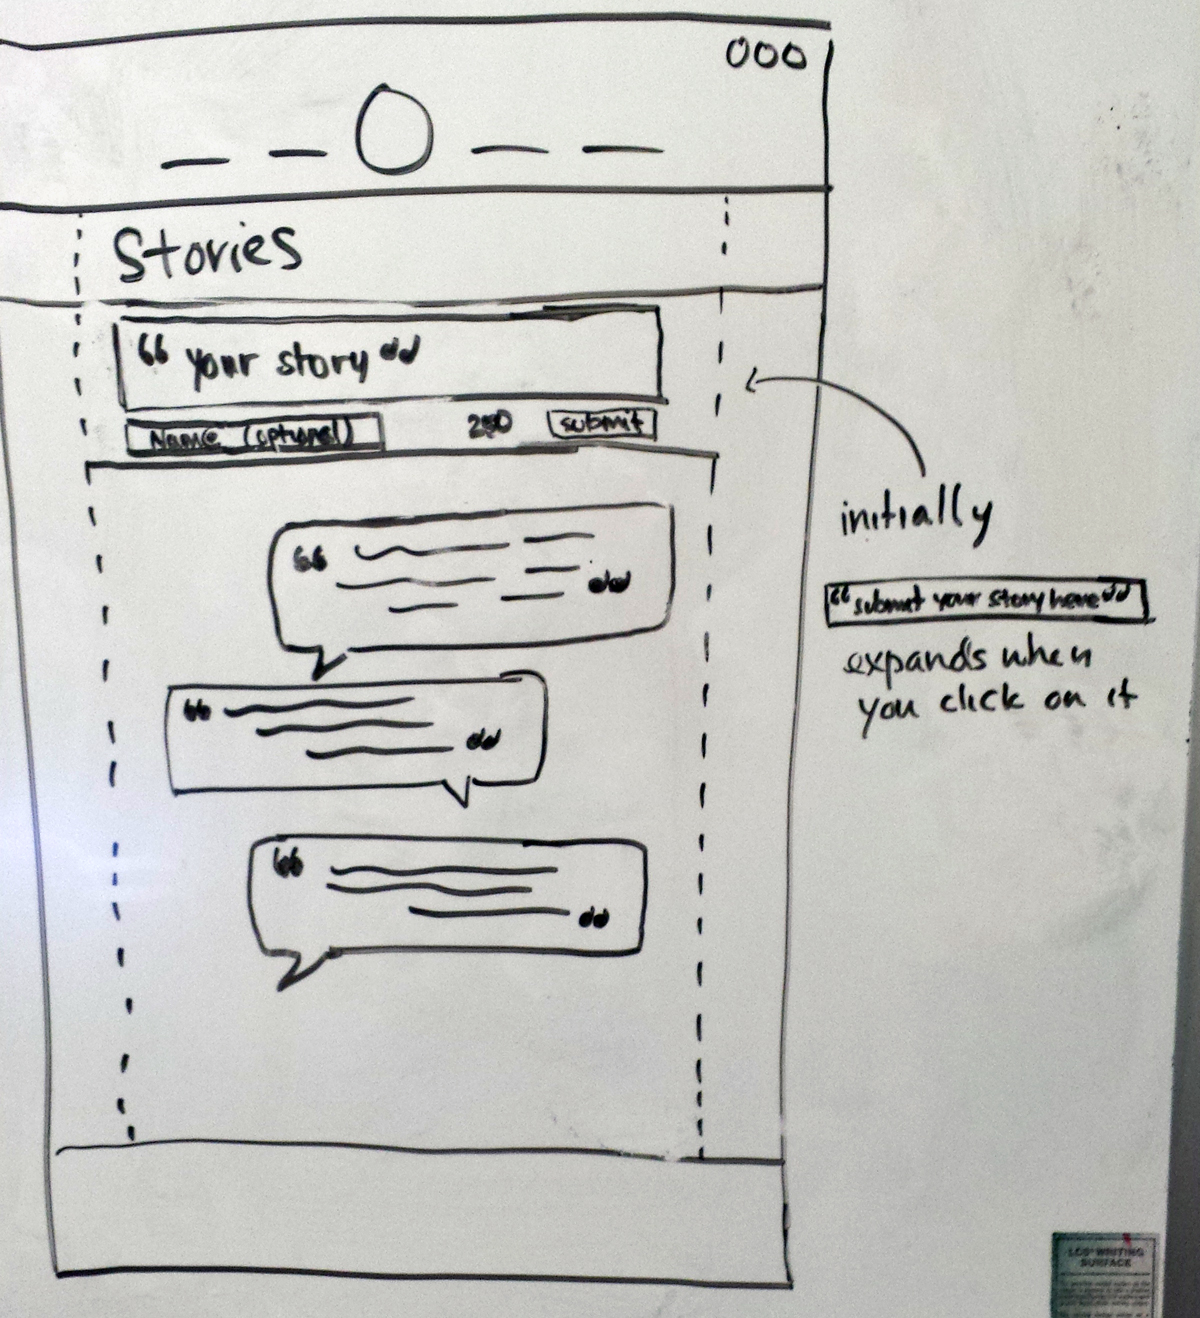 000
Stories
“ your story ”
Name (optional)
250
submit
“
”
“
”
“
”
initially
“submit your story here”
expands when
you click on it
LCS® WRITING
SURFACE